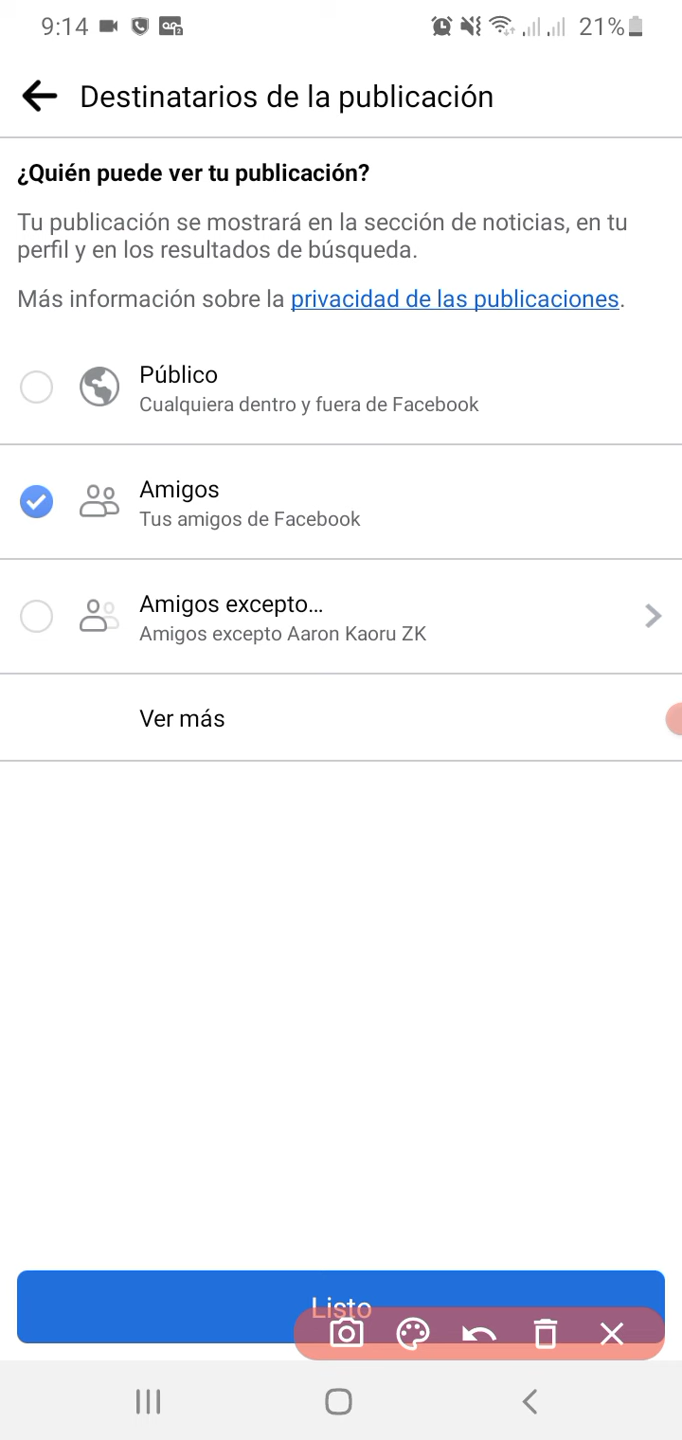 9:14
21%
Destinatarios de la publicación
¿Quién puede ver tu publicación?
Tu publicación se mostrará en la sección de noticias, en tu
perfil y en los resultados de búsqueda.
Más información sobre la privacidad de las publicaciones.
Público
Cualquiera dentro y fuera de Facebook
Amigos
Tus amigos de Facebook
Amigos excepto...
Amigos excepto Aaron Kaoru ZK
Ver más
Listo